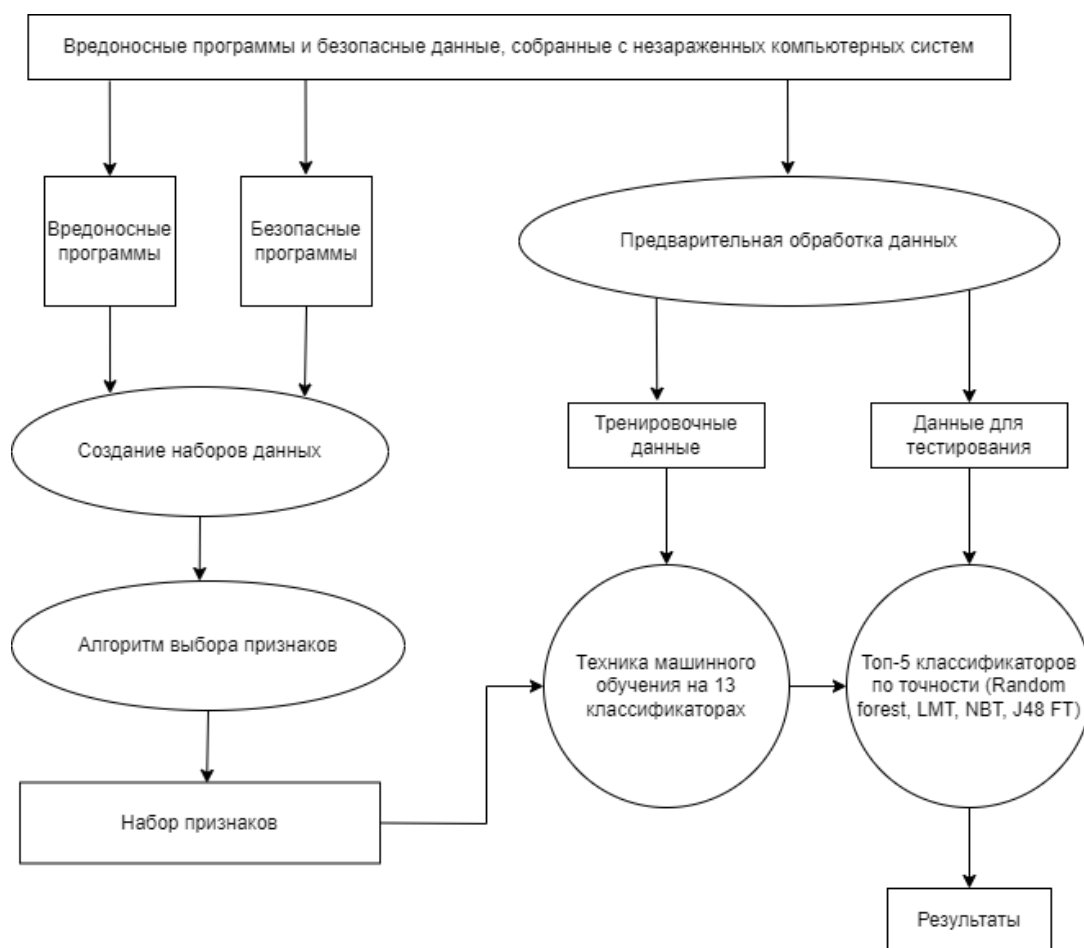 Вредоносные программы и безопасные данные, собранные с незараженных компьютерных систем
Вредоносные
программы
Безопасные
программы
Предварительная обработка данных
Создание наборов данных
Тренировочные
данные
Данные для
тестирования
Алгоритм выбора признаков
Техника машинного
обучения на 13
классификаторах
Топ-5 классификаторов
по точности (Random
forest, LMT, NBT, J48 FT)
Набор признаков
Результаты